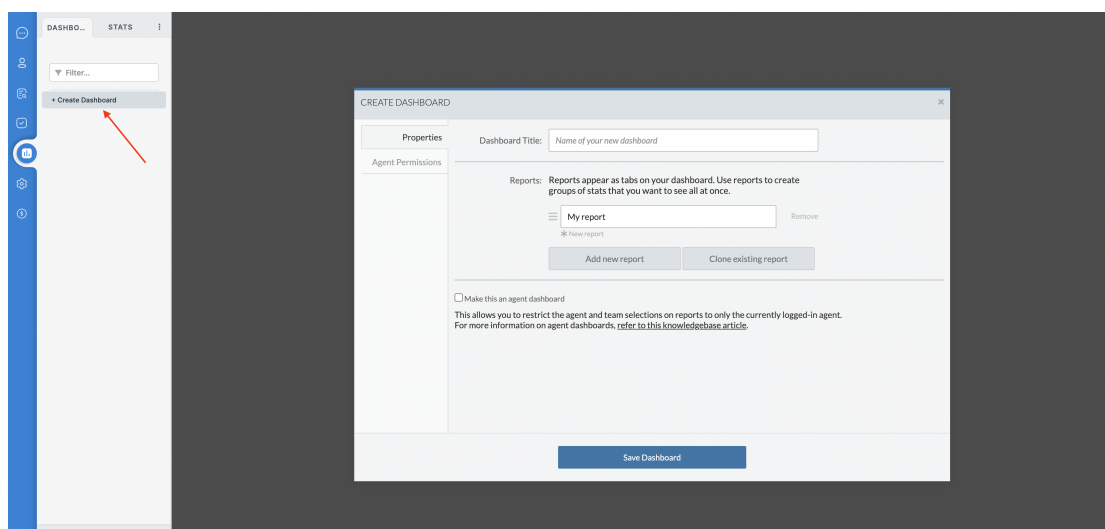 DASHBO...
STATS
Filter...
+ Create Dashboard
CREATE DASHBOARD
×
Properties
Agent Permissions
Dashboard Title:
Name of your new dashboard
Reports:
Reports appear as tabs on your dashboard. Use reports to create
groups of stats that you want to see all at once.
My report
Remove
✱ New report
Add new report
Clone existing report
Make this an agent dashboard
This allows you to restrict the agent and team selections on reports to only the currently logged-in agent.
For more information on agent dashboards, refer to this knowledgebase article.
Save Dashboard